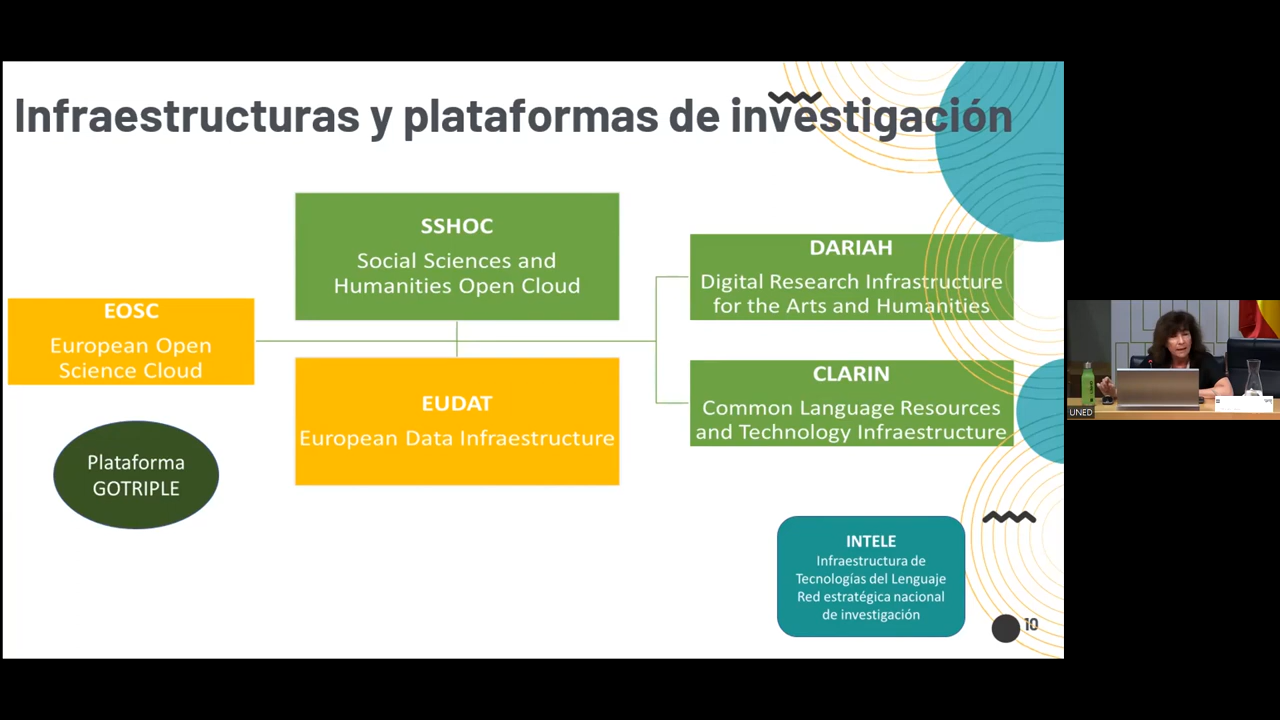 Infraestructuras y plataformas de investigación
SSHOC
Social Sciences and
Humanities Open Cloud
DARIAH
Digital Research Infrastructure
for the Arts and Humanities
EOSC
European Open
Science Cloud
EUDAT
European Data Infraestructure
CLARIN
Common Language Resources
and Technology Infraestructure
Plataforma
GOTRIPLE
INTELE
Infraestructura de
Tecnologías del Lenguaje
Red estratégica nacional
de investigación
10
UNED